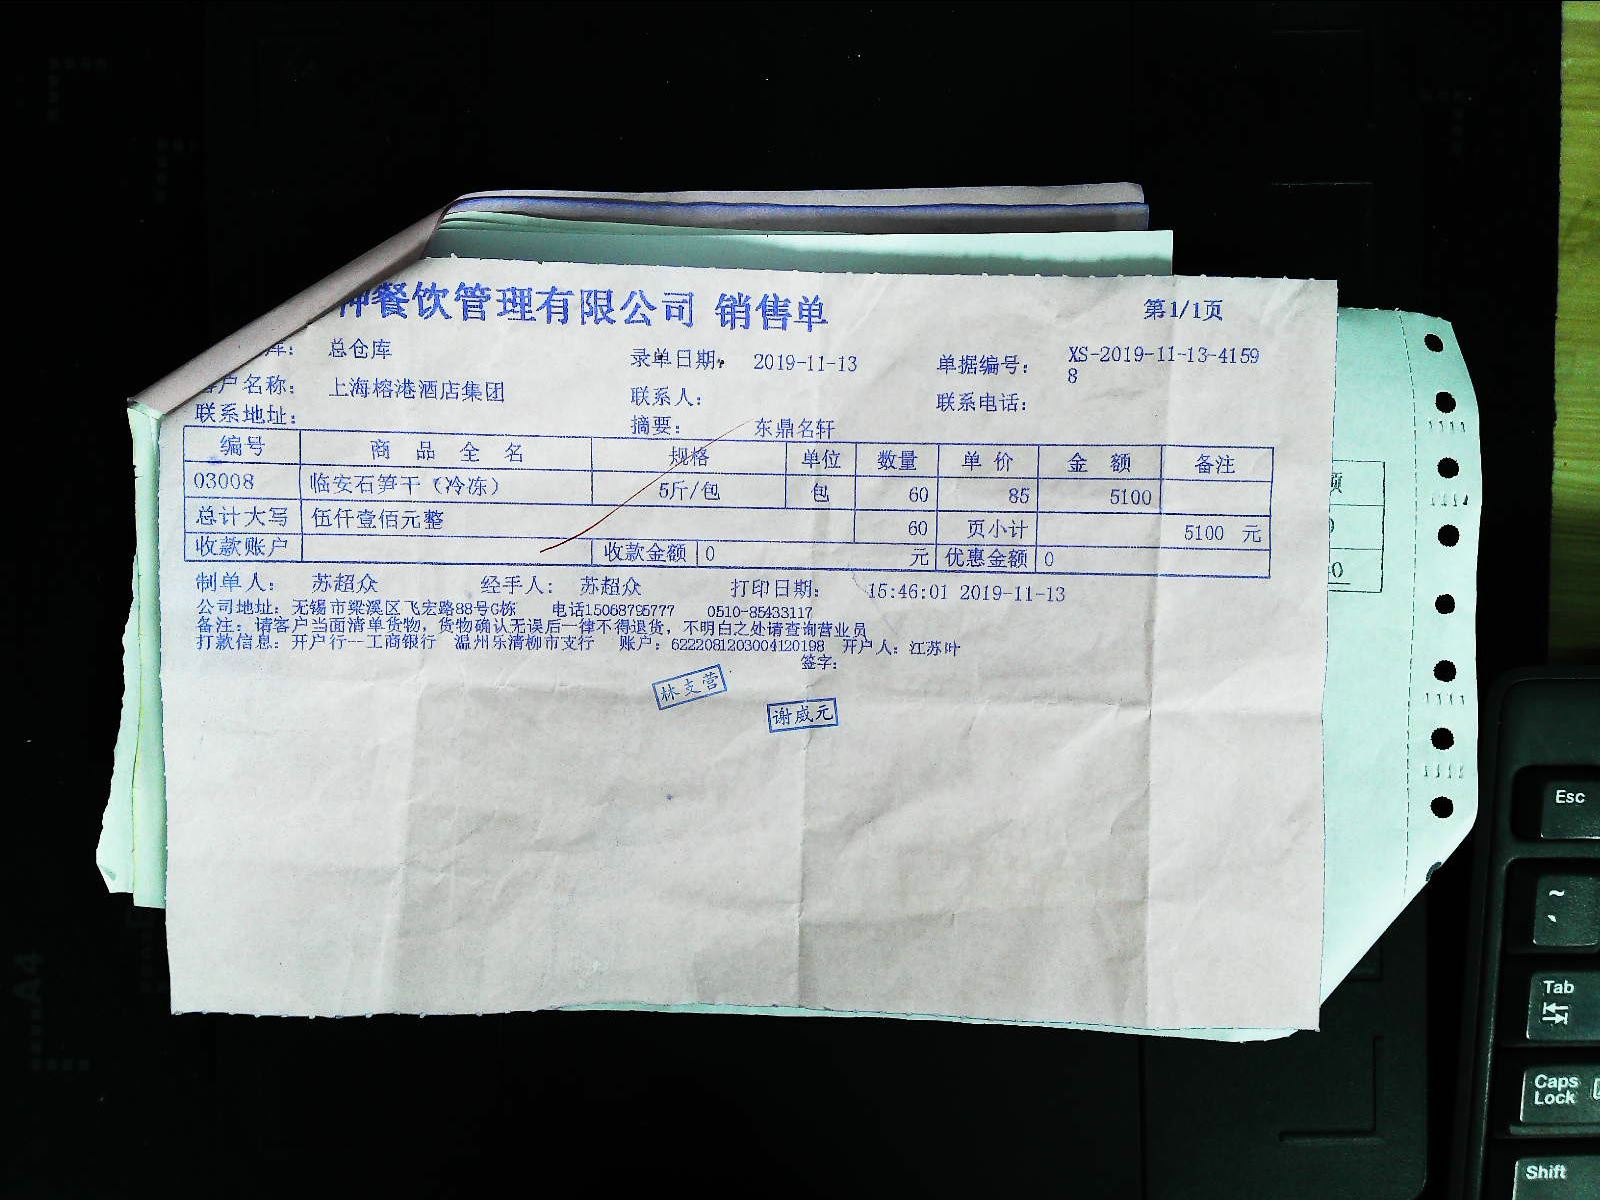 餐饮管理有限公司 销售单 第1/1页
库: 总仓库 录单日期: 2019-11-13 单据编号: XS-2019-11-13-4159
8
客户名称: 上海榕港酒店集团 联系人: 联系电话:
联系地址: 摘要: 东鼎名轩
编号 商 品 全 名 规格 单位 数量 单 价 金 额 备注
03008 临安石笋干(冷冻) 5斤/包 包 60 85 5100
总计大写 伍仟壹佰元整 60 页小计 5100 元
收款账户 收款金额 0 元 优惠金额 0
制单人: 苏超众 经手人: 苏超众 打印日期: 15:46:01 2019-11-13
公司地址: 无锡市梁溪区飞宏路88号G栋 电话15068795777 0510-85433117
备注: 请客户当面清单货物, 货物确认无误后一律不得退货, 不明白之处请查询营业员
打款信息: 开户行--工商银行 温州乐清柳市支行 账户: 6222081203004120198 开户人: 江苏叶
签字:
林支营
谢威元
额
0
0
Esc
~
Tab
Caps
Lock
Shift
A4